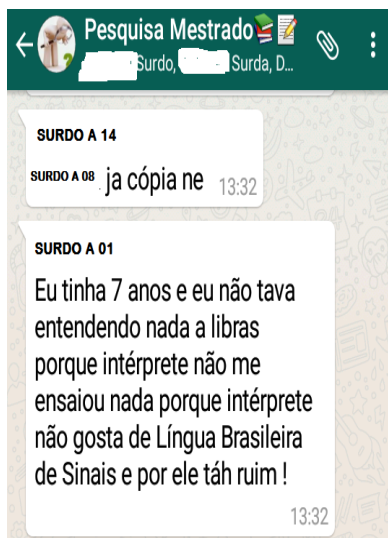 Pesquisa Mestrado📚📝
Surdo, Surda, D...
SURDO A 14
SURDO A 08 ja cópia ne 13:32
SURDO A 01
Eu tinha 7 anos e eu não tava
entendendo nada a libras
porque intérprete não me
ensaiou nada porque intérprete
não gosta de Língua Brasileira
de Sinais e por ele táh ruim !
13:32